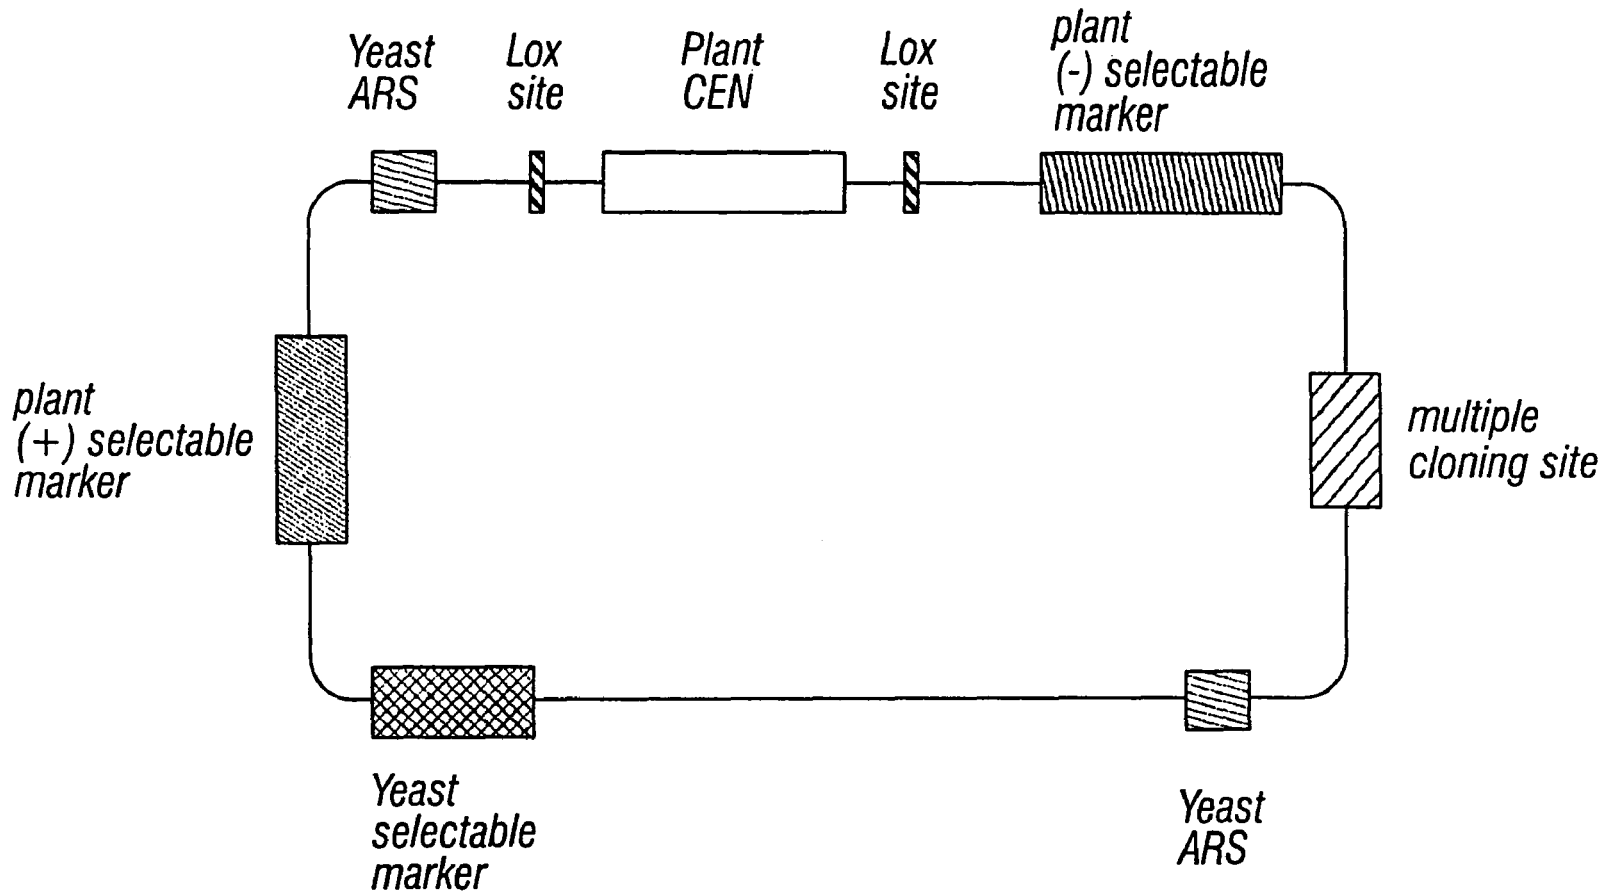 Yeast
ARS
Lox
site
Plant
CEN
Lox
site
plant
(-) selectable
marker
plant
(+) selectable
marker
multiple
cloning site
Yeast
selectable
marker
Yeast
ARS